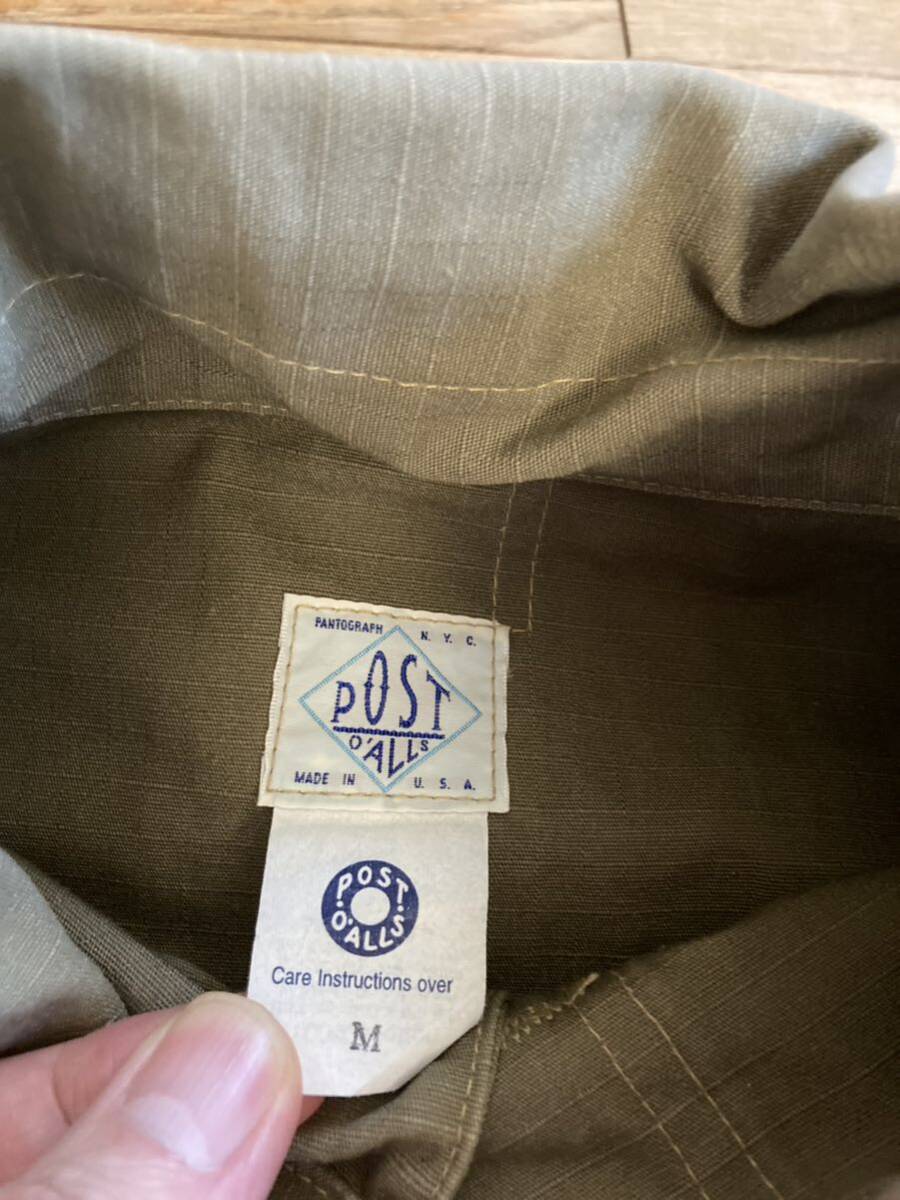 PANTOGRAPH N. Y. C.
POST
O'ALLs
MADE IN U. S. A.
POST
O'ALLS
Care Instructions over
M